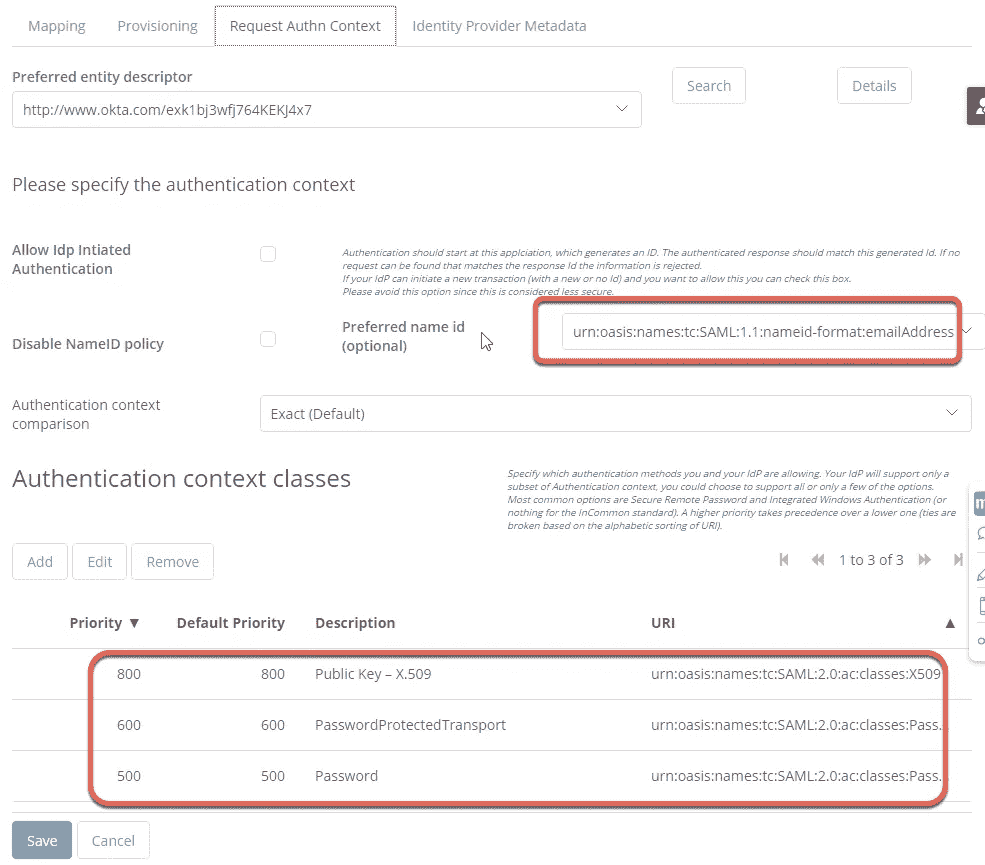 Mapping Provisioning Request Authn Context Identity Provider Metadata
Preferred entity descriptor
http://www.okta.com/exk1bj3wfj764KEKJ4x7
Search
Details
Please specify the authentication context
Allow Idp Intiated
Authentication
Authentication should start at this applciation, which generates an ID. The authenticated response should match this generated Id. If no
request can be found that matches the response Id the information is rejected.
If your IdP can initiate a new transaction (with a new or no Id) and you want to allow this you can check this box.
Please avoid this option since this is considered less secure.
Disable NameID policy
Preferred name id
(optional)
urn:oasis:names:tc:SAML:1.1:nameid-format:emailAddress
Authentication context
comparison
Exact (Default)
Authentication context classes
Specify which authentication methods you and your IdP are allowing. Your IdP will support only a
subset of Authentication context, you could choose to support all or only a few of the options.
Most common options are Secure Remote Password and Integrated Windows Authentication (or
nothing for the InCommon standard). A higher priority takes precedence over a lower one (ties are
broken based on the alphabetic sorting of URI).
Add Edit Remove
1 to 3 of 3
Priority ▼ Default Priority Description URI ▲
800 800 Public Key – X.509 urn:oasis:names:tc:SAML:2.0:ac:classes:X509
600 600 PasswordProtectedTransport urn:oasis:names:tc:SAML:2.0:ac:classes:Pass...
500 500 Password urn:oasis:names:tc:SAML:2.0:ac:classes:Pass...
Save Cancel